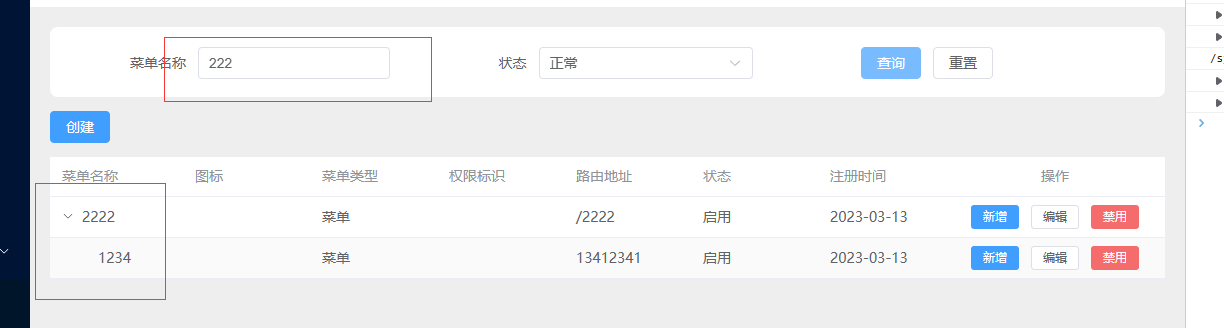 菜单名称 222 状态 正常 查询 重置
/s
创建
菜单名称 图标 菜单类型 权限标识 路由地址 状态 注册时间 操作
2222 菜单 /2222 启用 2023-03-13 新增 编辑 禁用
1234 菜单 13412341 启用 2023-03-13 新增 编辑 禁用